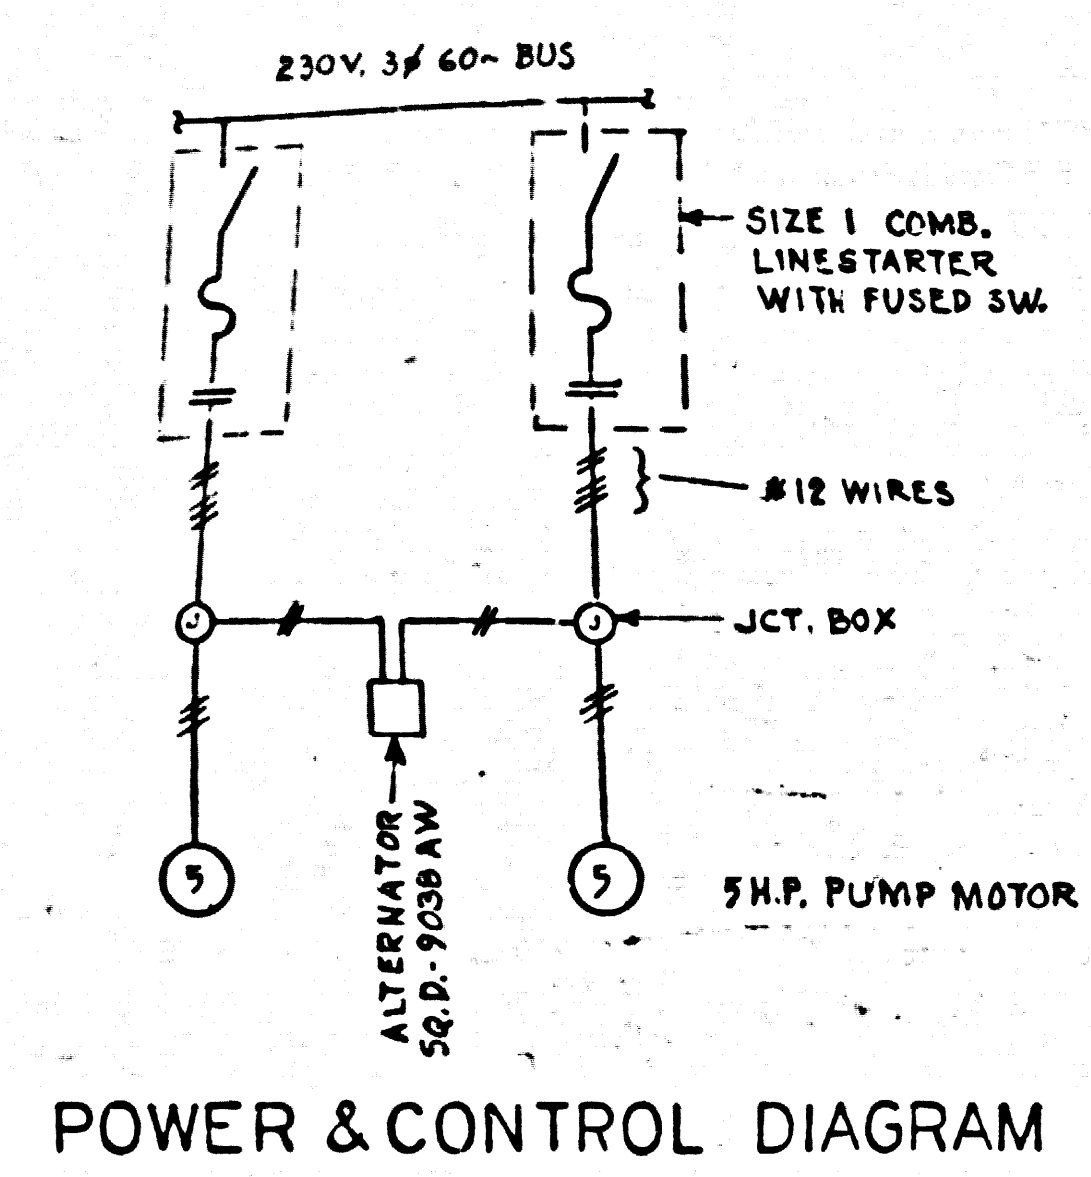 230V. 3ø 60~ BUS
SIZE 1 COMB.
LINESTARTER
WITH FUSED SW.
#12 WIRES
J
J
JCT. BOX
ALTERNATOR
SQ.D.-9038 AW
5
5
5 H.P. PUMP MOTOR
POWER & CONTROL DIAGRAM